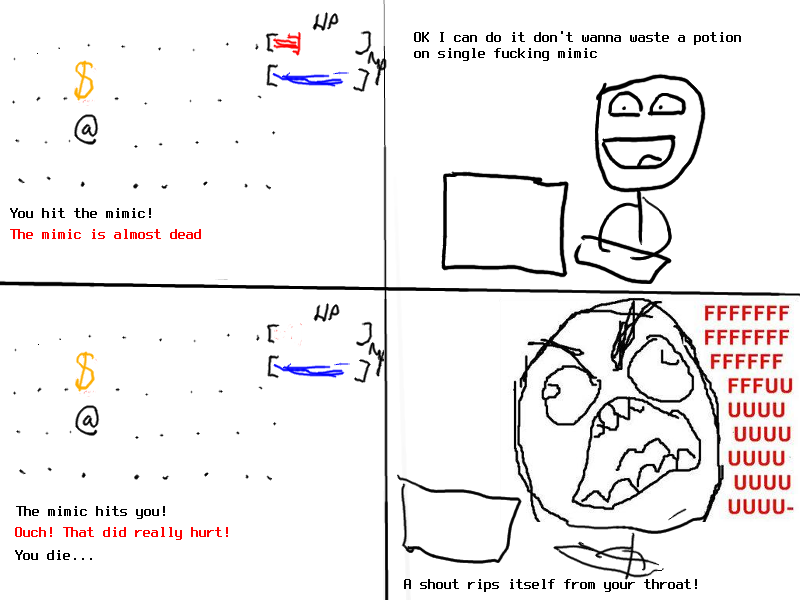 HP
[ ]
MP
[ ]
$
@
You hit the mimic!
The mimic is almost dead
OK I can do it don't wanna waste a potion
on single fucking mimic
HP
[ ]
MP
[ ]
$
@
The mimic hits you!
Ouch! That did really hurt!
You die...
FFFFFFF
FFFFFFF
FFFFFF
FFFUU
UUUU
UUUU
UUUU
UUUU
UUUU-
A shout rips itself from your throat!